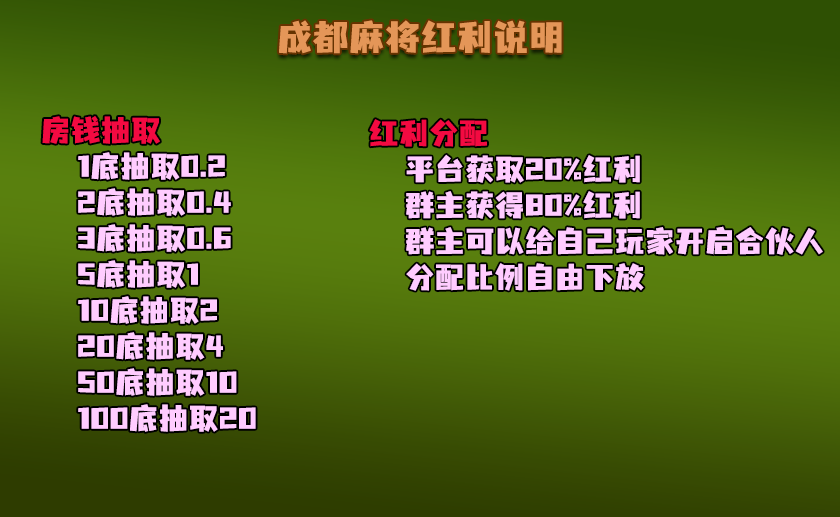 成都麻将红利说明
房钱抽取
1底抽取0.2
2底抽取0.4
3底抽取0.6
5底抽取1
10底抽取2
20底抽取4
50底抽取10
100底抽取20
红利分配
平台获取20%红利
群主获得80%红利
群主可以给自己玩家开启合伙人
分配比例自由下放